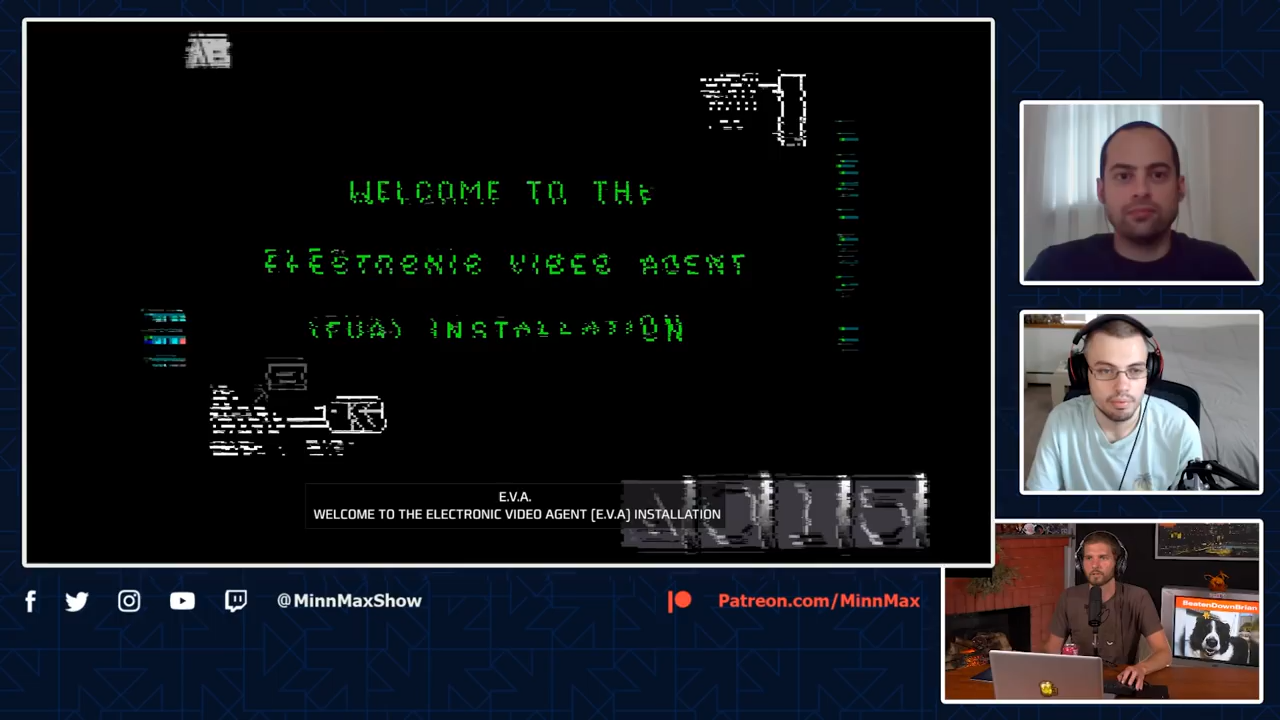 WELCOME TO THE
ELECTRONIC VIDEO AGENT
(EVA) INSTALLATION
E.V.A.
WELCOME TO THE ELECTRONIC VIDEO AGENT [E.V.A] INSTALLATION
@MinnMaxShow
Patreon.com/MinnMax
BeatenDownBrian